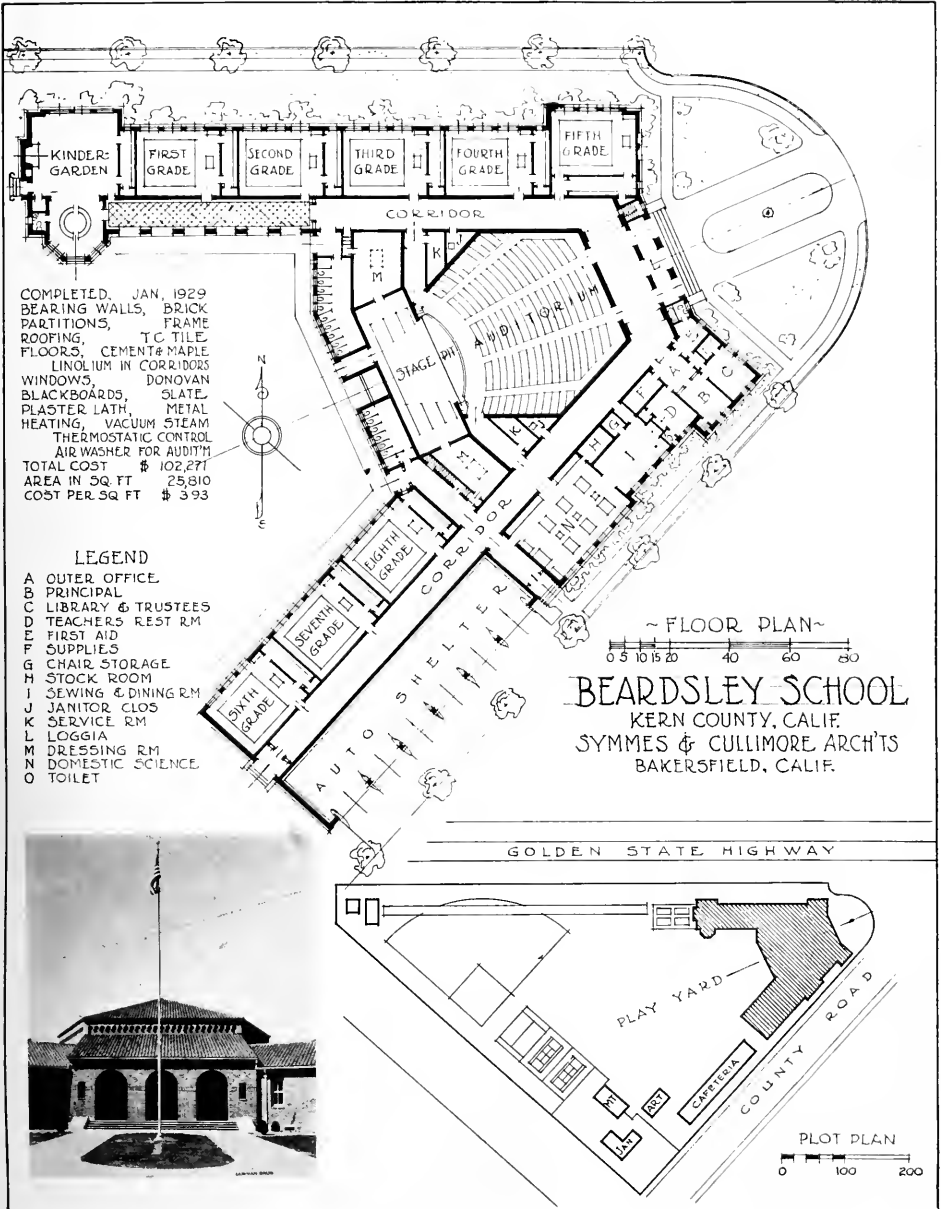 KINDER-
GARDEN
FIRST
GRADE
SECOND
GRADE
THIRD
GRADE
FOURTH
GRADE
FIFTH
GRADE
CORRIDOR
M
K
J
AUDITORIUM
STAGE
PIT
L
COMPLETED, JAN, 1929
BEARING WALLS, BRICK
PARTITIONS, FRAME
ROOFING, T C TILE
FLOORS, CEMENT & MAPLE
LINOLIUM IN CORRIDORS
WINDOWS, DONOVAN
BLACKBOARDS, SLATE
PLASTER LATH, METAL
HEATING, VACUUM STEAM
THERMOSTATIC CONTROL
AIR WASHER FOR AUDIT'M
TOTAL COST $ 102,271
AREA IN SQ. FT 25,810
COST PER SQ FT $ 3.93
N
S
A
C
B
F
D
G
H
I
K
M
N
CORRIDOR
EIGHTH
GRADE
SEVENTH
GRADE
SIXTH
GRADE
AUTO SHELTER
LEGEND
A OUTER OFFICE
B PRINCIPAL
C LIBRARY & TRUSTEES
D TEACHERS REST RM
E FIRST AID
F SUPPLIES
G CHAIR STORAGE
H STOCK ROOM
I SEWING & DINING RM
J JANITOR CLOS
K SERVICE RM
L LOGGIA
M DRESSING RM
N DOMESTIC SCIENCE
O TOILET
~FLOOR PLAN~
0 5 10 15 20 40 60 80
BEARDSLEY SCHOOL
KERN COUNTY, CALIF.
SYMMES & CULLIMORE ARCH'TS
BAKERSFIELD, CALIF.
GOLDEN STATE HIGHWAY
PLAY YARD
COUNTY ROAD
CAFETERIA
ART
MT
JAN
PLOT PLAN
0 100 200